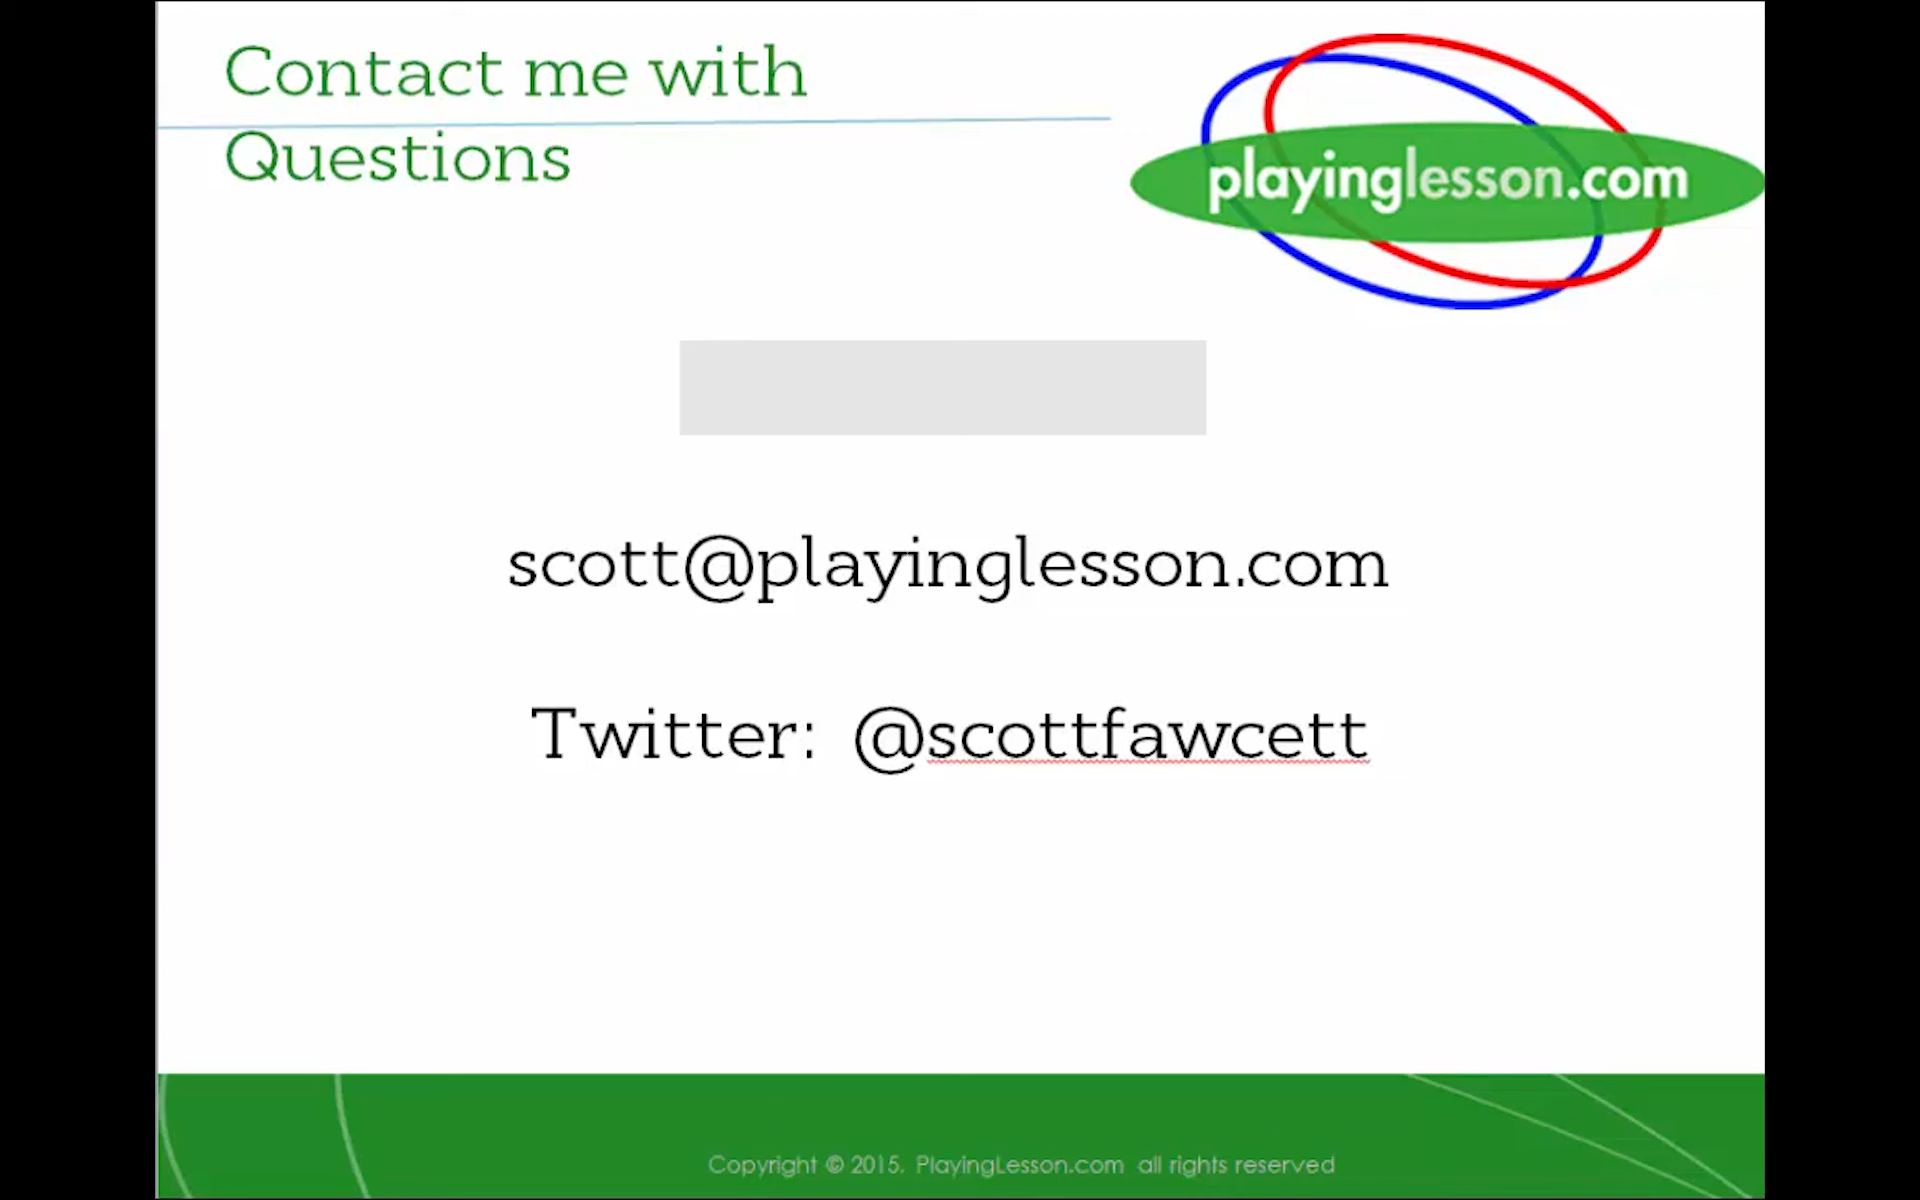 Contact me with
Questions
playinglesson.com
scott@playinglesson.com
Twitter: @scottfawcett
Copyright © 2015. PlayingLesson.com all rights reserved